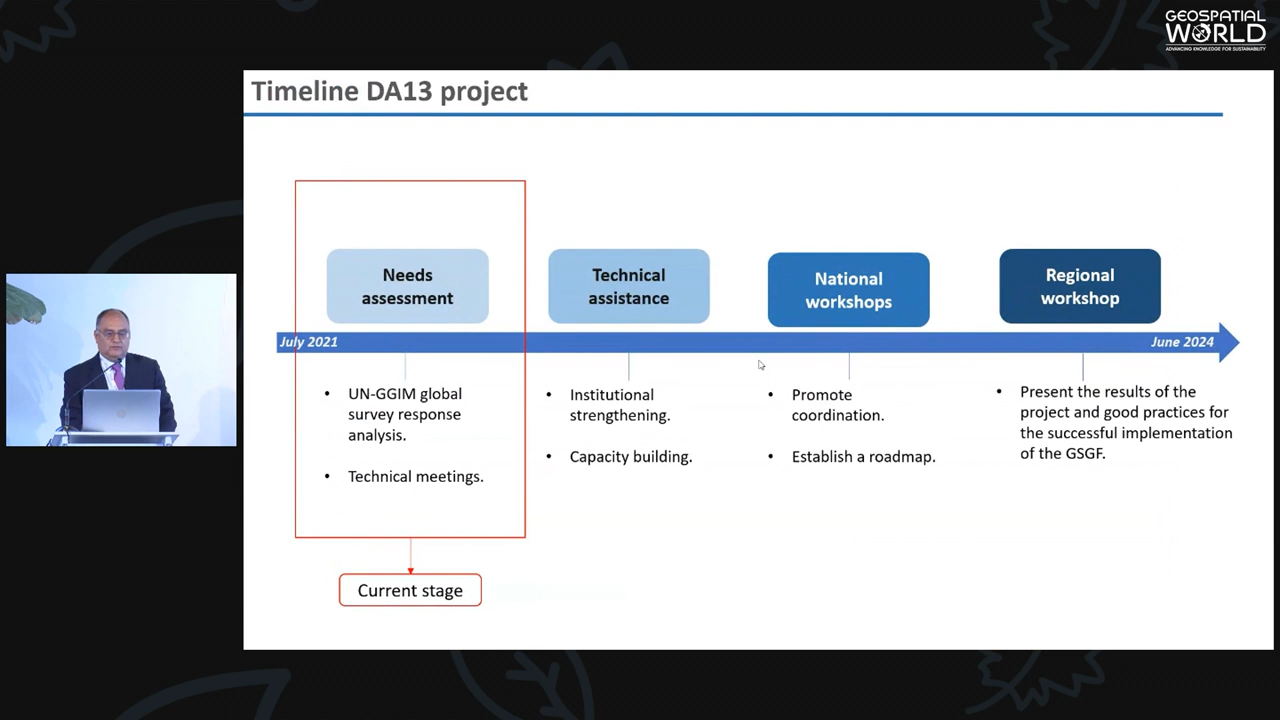 GEOSPATIAL
WORLD
ADVANCING KNOWLEDGE FOR SUSTAINABILITY
Timeline DA13 project
Needs
assessment
Technical
assistance
National
workshops
Regional
workshop
July 2021
June 2024
• UN-GGIM global
survey response
analysis.
• Technical meetings.
• Institutional
strengthening.
• Capacity building.
• Promote
coordination.
• Establish a roadmap.
• Present the results of the
project and good practices for
the successful implementation
of the GSGF.
Current stage